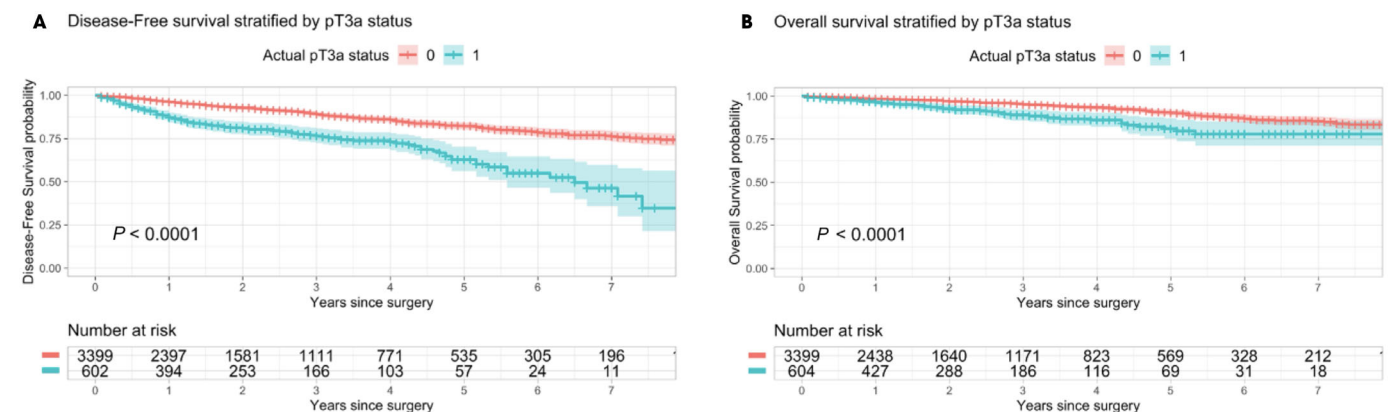 A Disease-Free survival stratified by pT3a status
Actual pT3a status 0 1
Disease-Free Survival probability
1.00
0.75
0.50
0.25
0.00
P < 0.0001
0 1 2 3 4 5 6 7
Years since surgery
Number at risk
3399 2397 1581 1111 771 535 305 196
602 394 253 166 103 57 24 11
0 1 2 3 4 5 6 7
Years since surgery
B Overall survival stratified by pT3a status
Actual pT3a status 0 1
Overall Survival probability
1.00
0.75
0.50
0.25
0.00
P < 0.0001
0 1 2 3 4 5 6 7
Years since surgery
Number at risk
3399 2438 1640 1171 823 569 328 212
604 427 288 186 116 69 31 18
0 1 2 3 4 5 6 7
Years since surgery